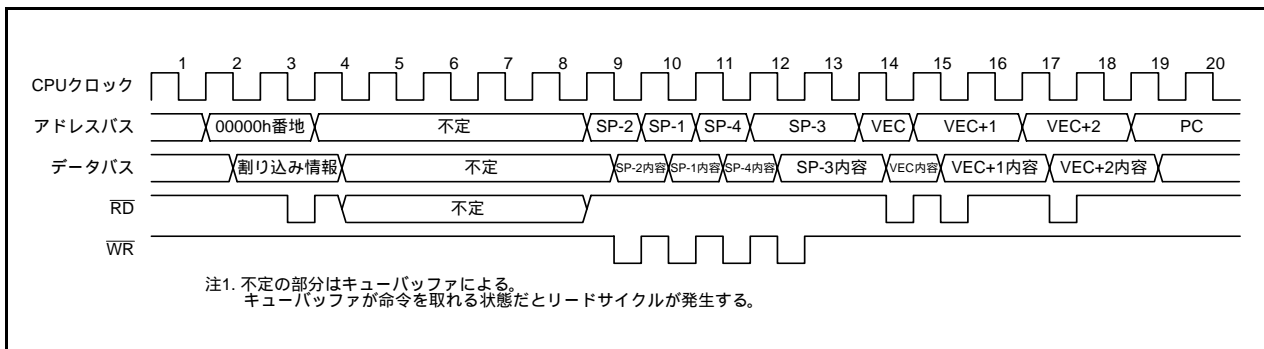 1 2 3 4 5 6 7 8 9 10 11 12 13 14 15 16 17 18 19 20
CPUクロック
アドレスバス 00000h番地 不定 SP-2 SP-1 SP-4 SP-3 VEC VEC+1 VEC+2 PC
データバス 割り込み情報 不定 SP-2内容 SP-1内容 SP-4内容 SP-3内容 VEC内容 VEC+1内容 VEC+2内容
RD 不定
WR
注1. 不定の部分はキューバッファによる。
キューバッファが命令を取れる状態だとリードサイクルが発生する。